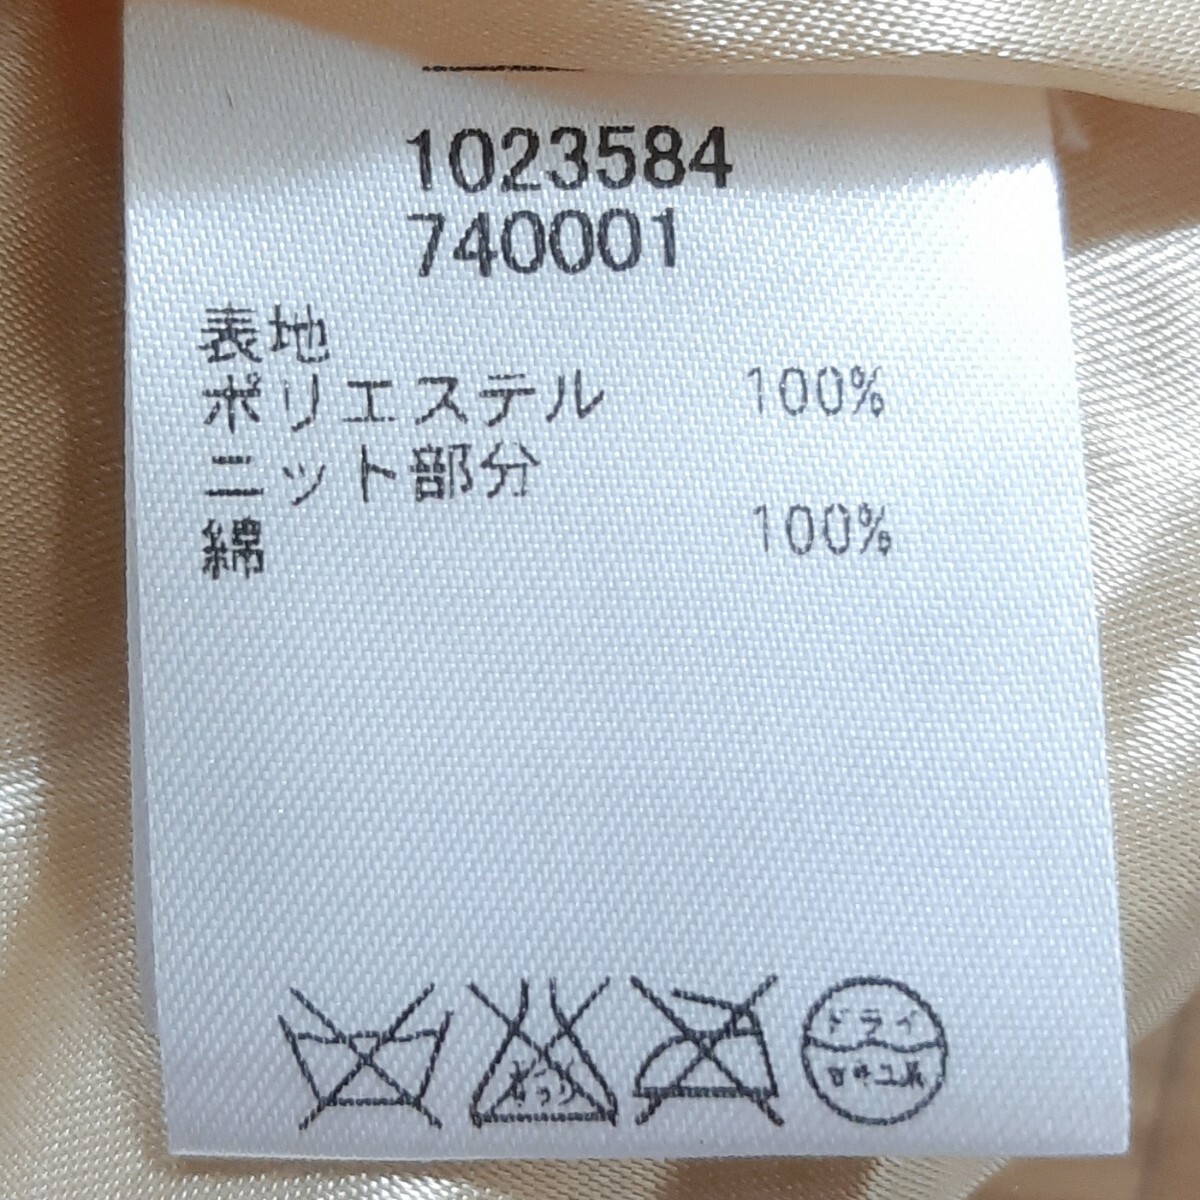 1023584
740001
表地
ポリエステル 100%
ニット部分
綿 100%
ドライ